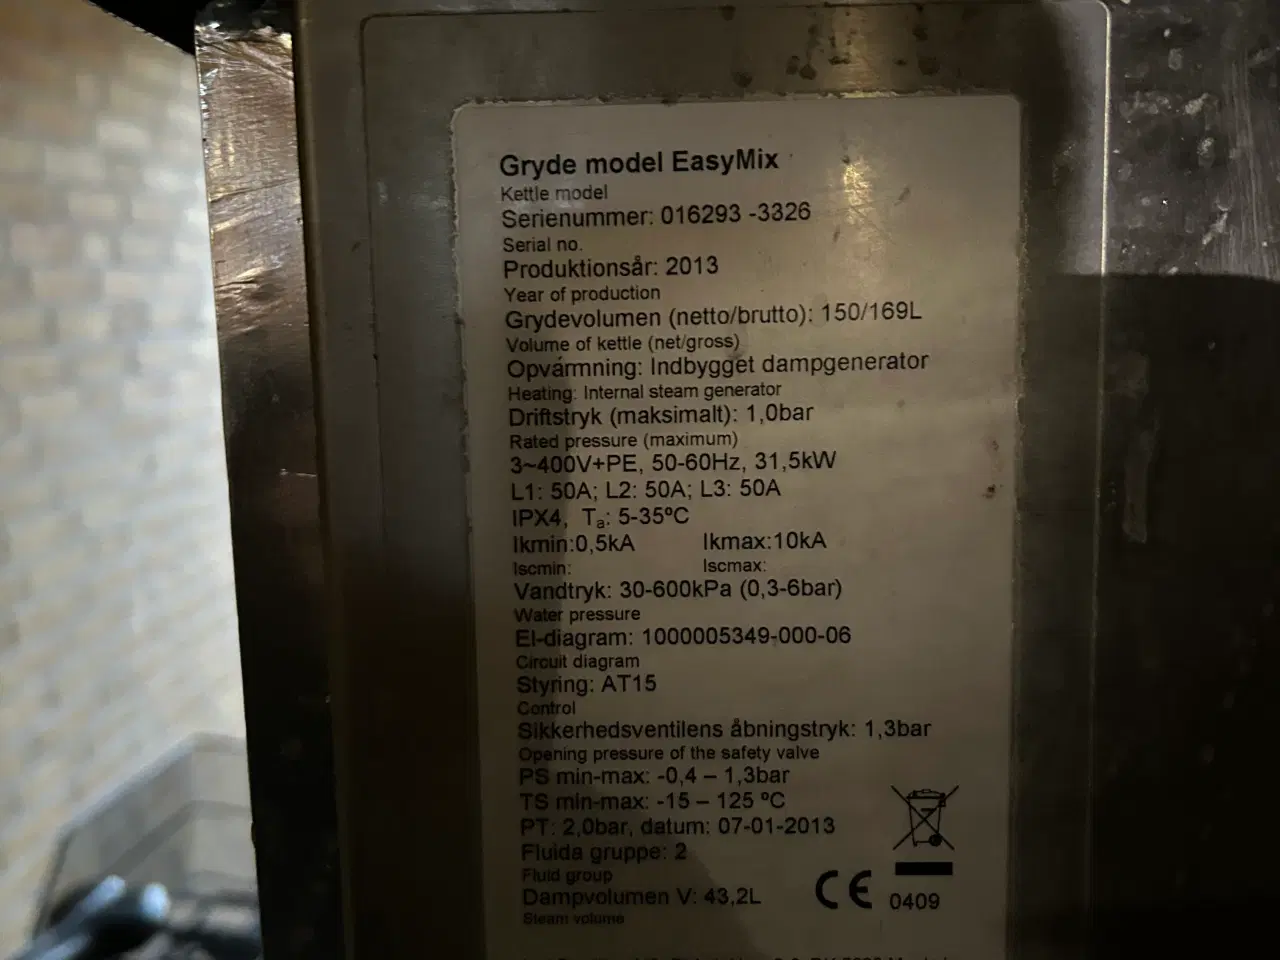 Gryde model EasyMix
Kettle model
Serienummer: 016293 -3326
Serial no.
Produktionsår: 2013
Year of production
Grydevolumen (netto/brutto): 150/169L
Volume of kettle (net/gross)
Opvármning: Indbygget dampgenerator
Heating: Internal steam generator
Driftstryk (maksimalt): 1,0bar
Rated pressure (maximum)
3~400V+PE, 50-60Hz, 31,5kW
L1: 50A; L2: 50A; L3: 50A
IPX4, Ta: 5-35ºC
Ikmin:0,5kA Ikmax:10kA
Iscmin: Iscmax:
Vandtryk: 30-600kPa (0,3-6bar)
Water pressure
El-diagram: 1000005349-000-06
Circuit diagram
Styring: AT15
Control
Sikkerhedsventilens åbningstryk: 1,3bar
Opening pressure of the safety valve
PS min-max: -0,4 – 1,3bar
TS min-max: -15 – 125 ºC
PT: 2,0bar, datum: 07-01-2013
Fluida gruppe: 2
Fluid group
Dampvolumen V: 43,2L
Steam volume
CE 0409